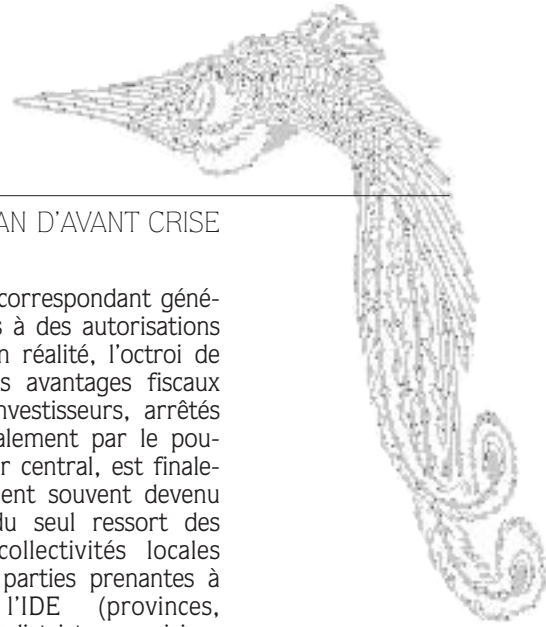 AN D'AVANT CRISE
correspondant géné-
s à des autorisations
n réalité, l'octroi de
s avantages fiscaux
nvestisseurs, arrêtés
alement par le pou-
r central, est finale-
ent souvent devenu
du seul ressort des
collectivités locales
parties prenantes à
l'IDE (provinces,